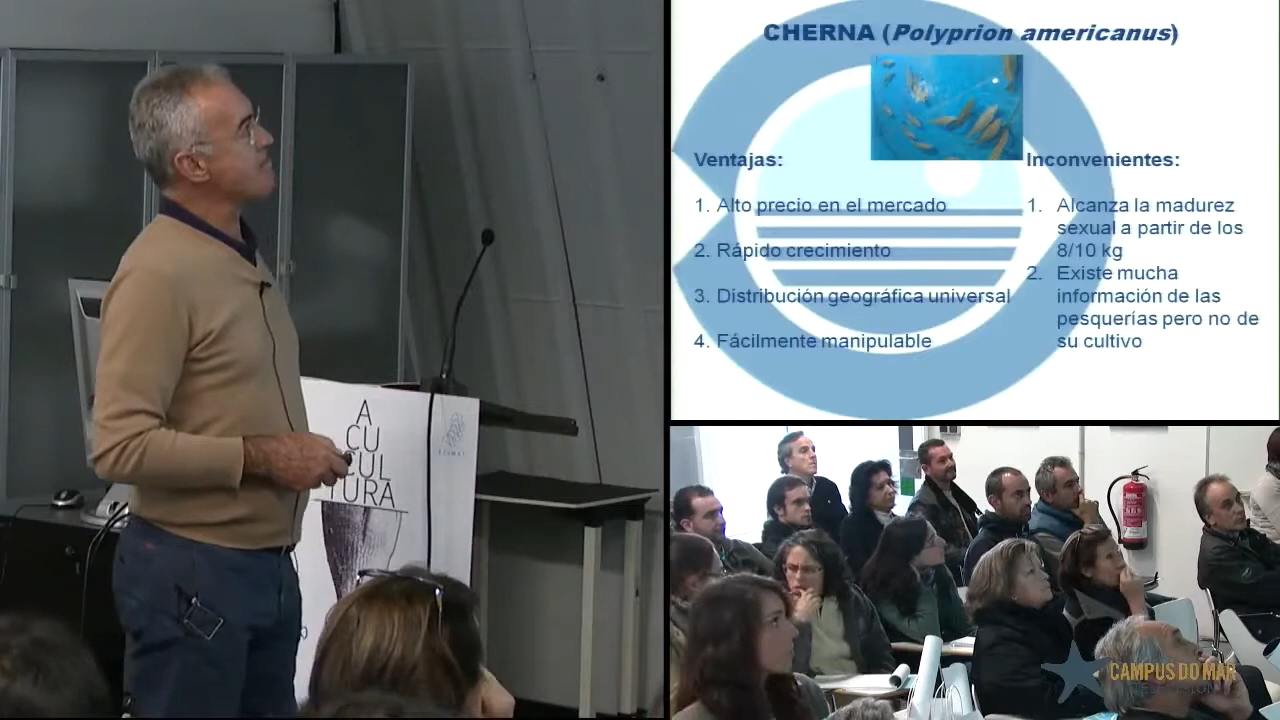 CHERNA (Polyprion americanus)
Ventajas:
1. Alto precio en el mercado
2. Rápido crecimiento
3. Distribución geográfica universal
4. Fácilmente manipulable
Inconvenientes:
1. Alcanza la madurez
sexual a partir de los
8/10 kg
2. Existe mucha
información de las
pesquerías pero no de
su cultivo
A
CU
CUL
TURA
CAMPUS DO MAR